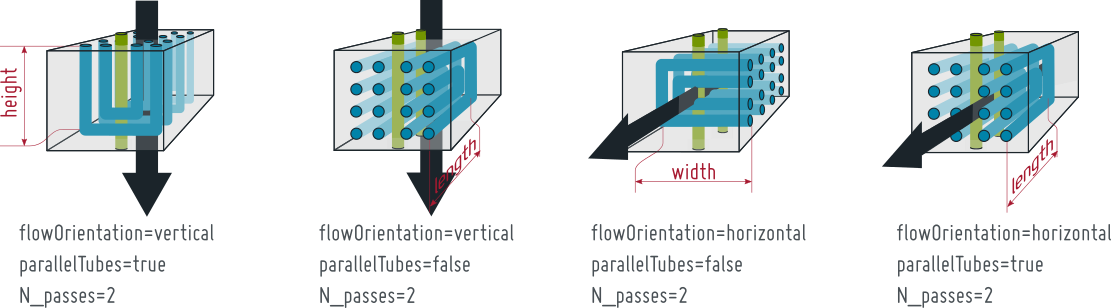 height
length
width
length
flowOrientation=vertical
parallelTubes=true
N_passes=2
flowOrientation=vertical
parallelTubes=false
N_passes=2
flowOrientation=horizontal
parallelTubes=false
N_passes=2
flowOrientation=horizontal
parallelTubes=true
N_passes=2